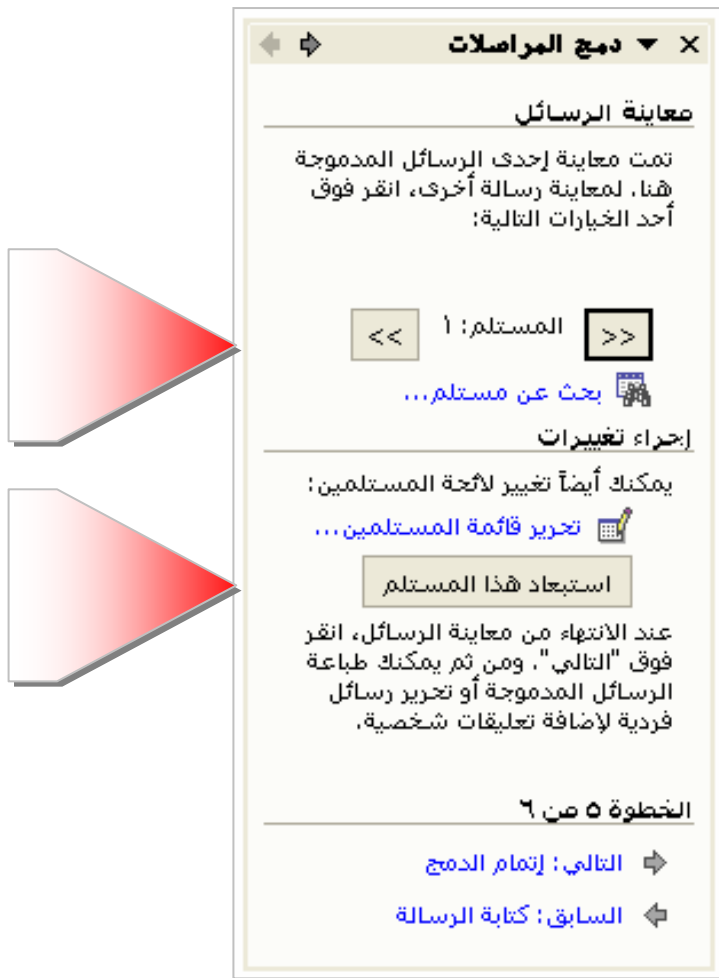 دمج المراصلات
معاينة الرسائل
تمت معاينة إحدى الرسائل المدموجة
هنا. لمعاينة رسالة أخرى، انقر فوق
أحد الخيارات التالية:
<< المستلم: ١ >>
بحث عن مستلم...
إجراء تغييرات
يمكنك أيضاً تغيير لائحة المستلمين:
تحرير قائمة المستلمين...
استبعاد هذا المستلم
عند الانتهاء من معاينة الرسائل، انقر
فوق "التالي". ومن ثم يمكنك طباعة
الرسائل المدموجة أو تحرير رسائل
فردية لإضافة تعليقات شخصية.
الخطوة ٥ من ٦
التالي: إتمام الدمج
السابق: كتابة الرسالة